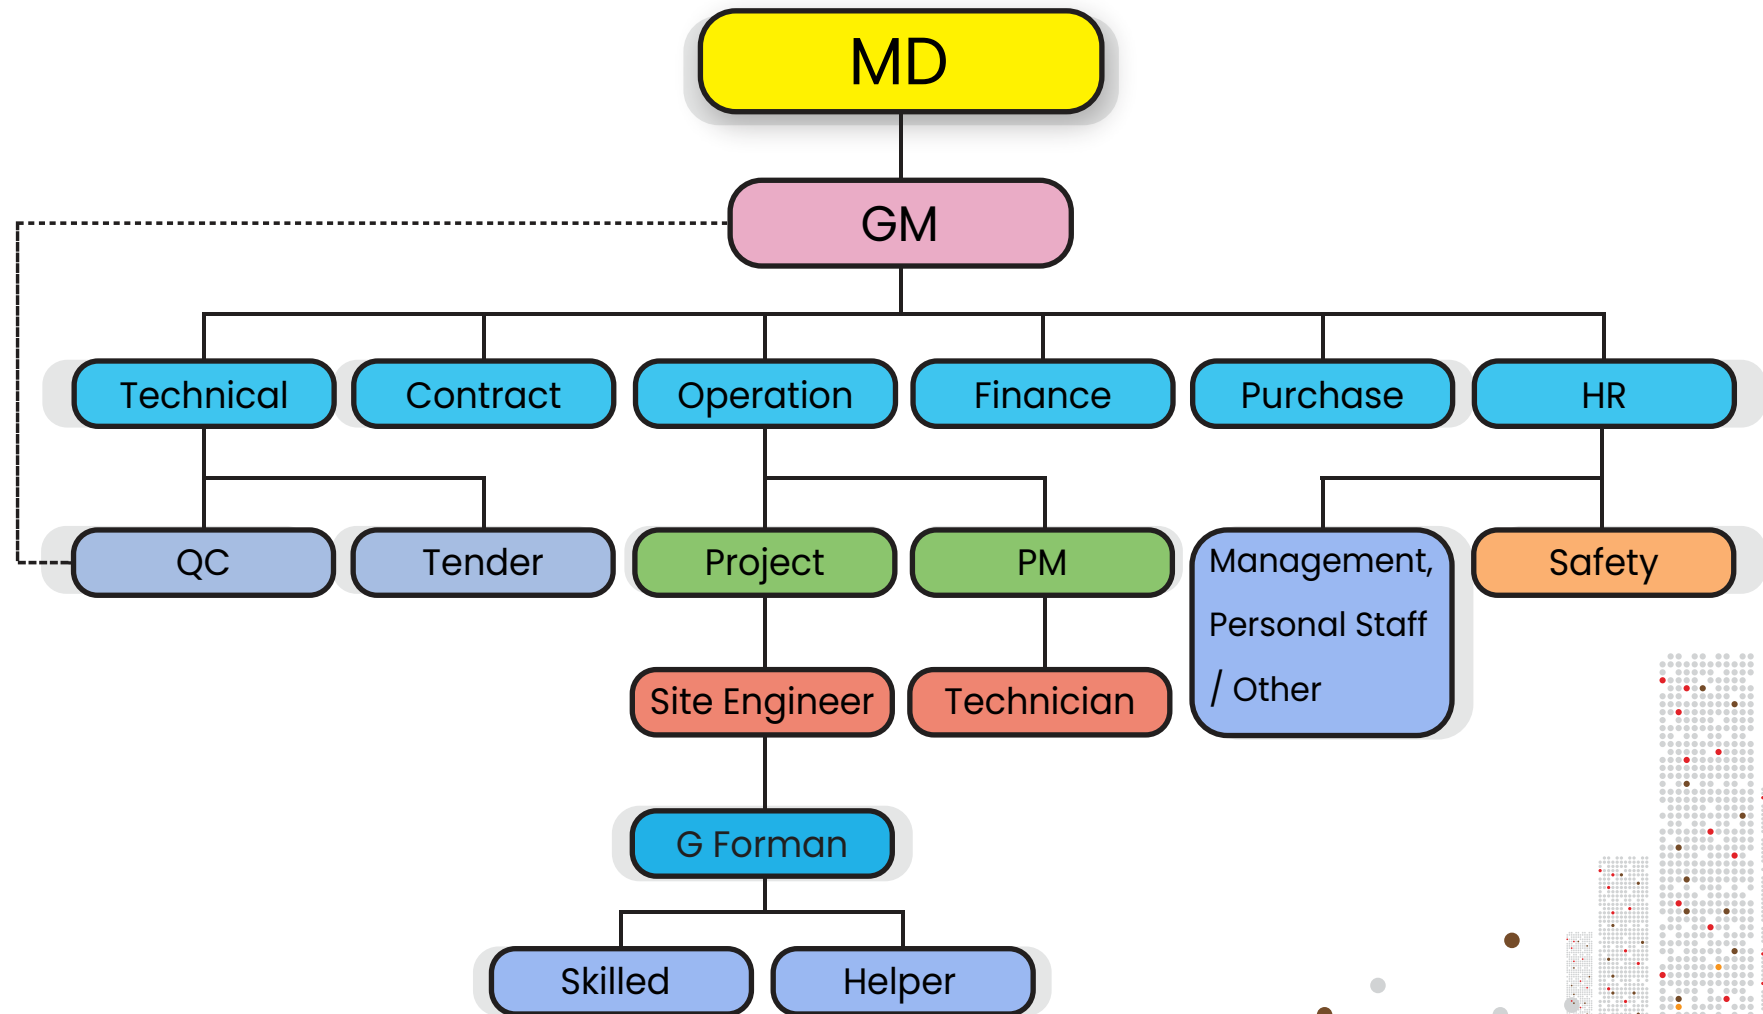 MD
GM
Technical
Contract
Operation
Finance
Purchase
HR
QC
Tender
Project
PM
Management,
Personal Staff
/ Other
Safety
Site Engineer
Technician
G Forman
Skilled
Helper